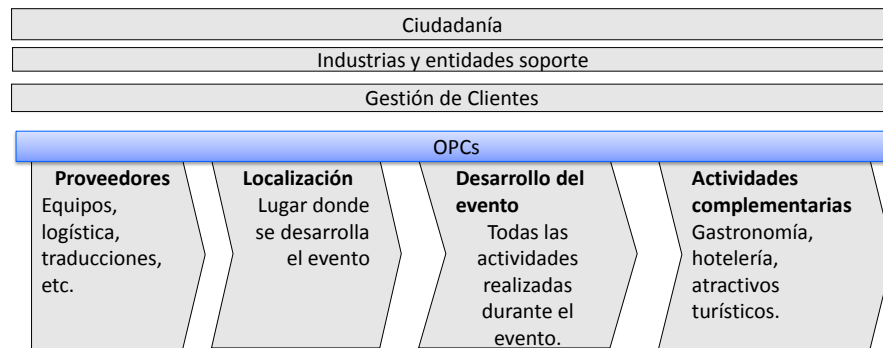 Ciudadanía
Industrias y entidades soporte
Gestión de Clientes
OPCs
Proveedores
Equipos,
logística,
traducciones,
etc.
Localización
Lugar donde
se desarrolla
el evento
Desarrollo del
evento
Todas las
actividades
realizadas
durante el
evento.
Actividades
complementarias
Gastronomía,
hotelería,
atractivos
turísticos.